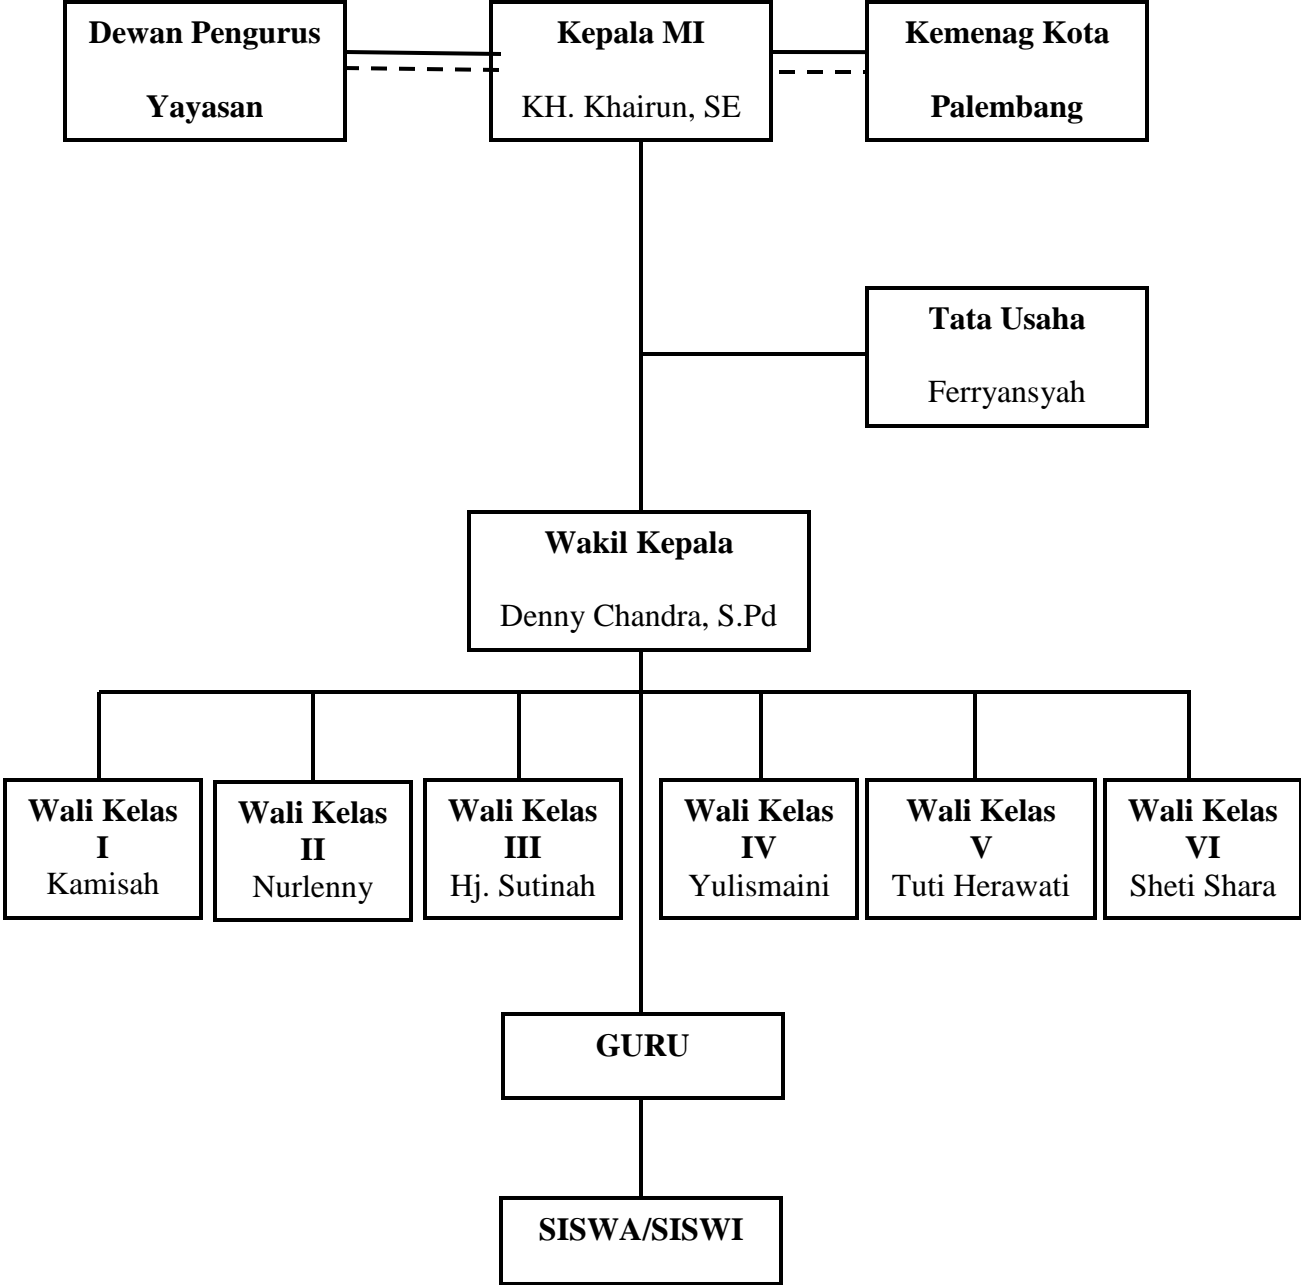 Dewan Pengurus
Yayasan
Kepala MI
KH. Khairun, SE
Kemenag Kota
Palembang
Tata Usaha
Ferryansyah
Wakil Kepala
Denny Chandra, S.Pd
Wali Kelas
I
Kamisah
Wali Kelas
II
Nurlenny
Wali Kelas
III
Hj. Sutinah
Wali Kelas
IV
Yulismaini
Wali Kelas
V
Tuti Herawati
Wali Kelas
VI
Sheti Shara
GURU
SISWA/SISWI